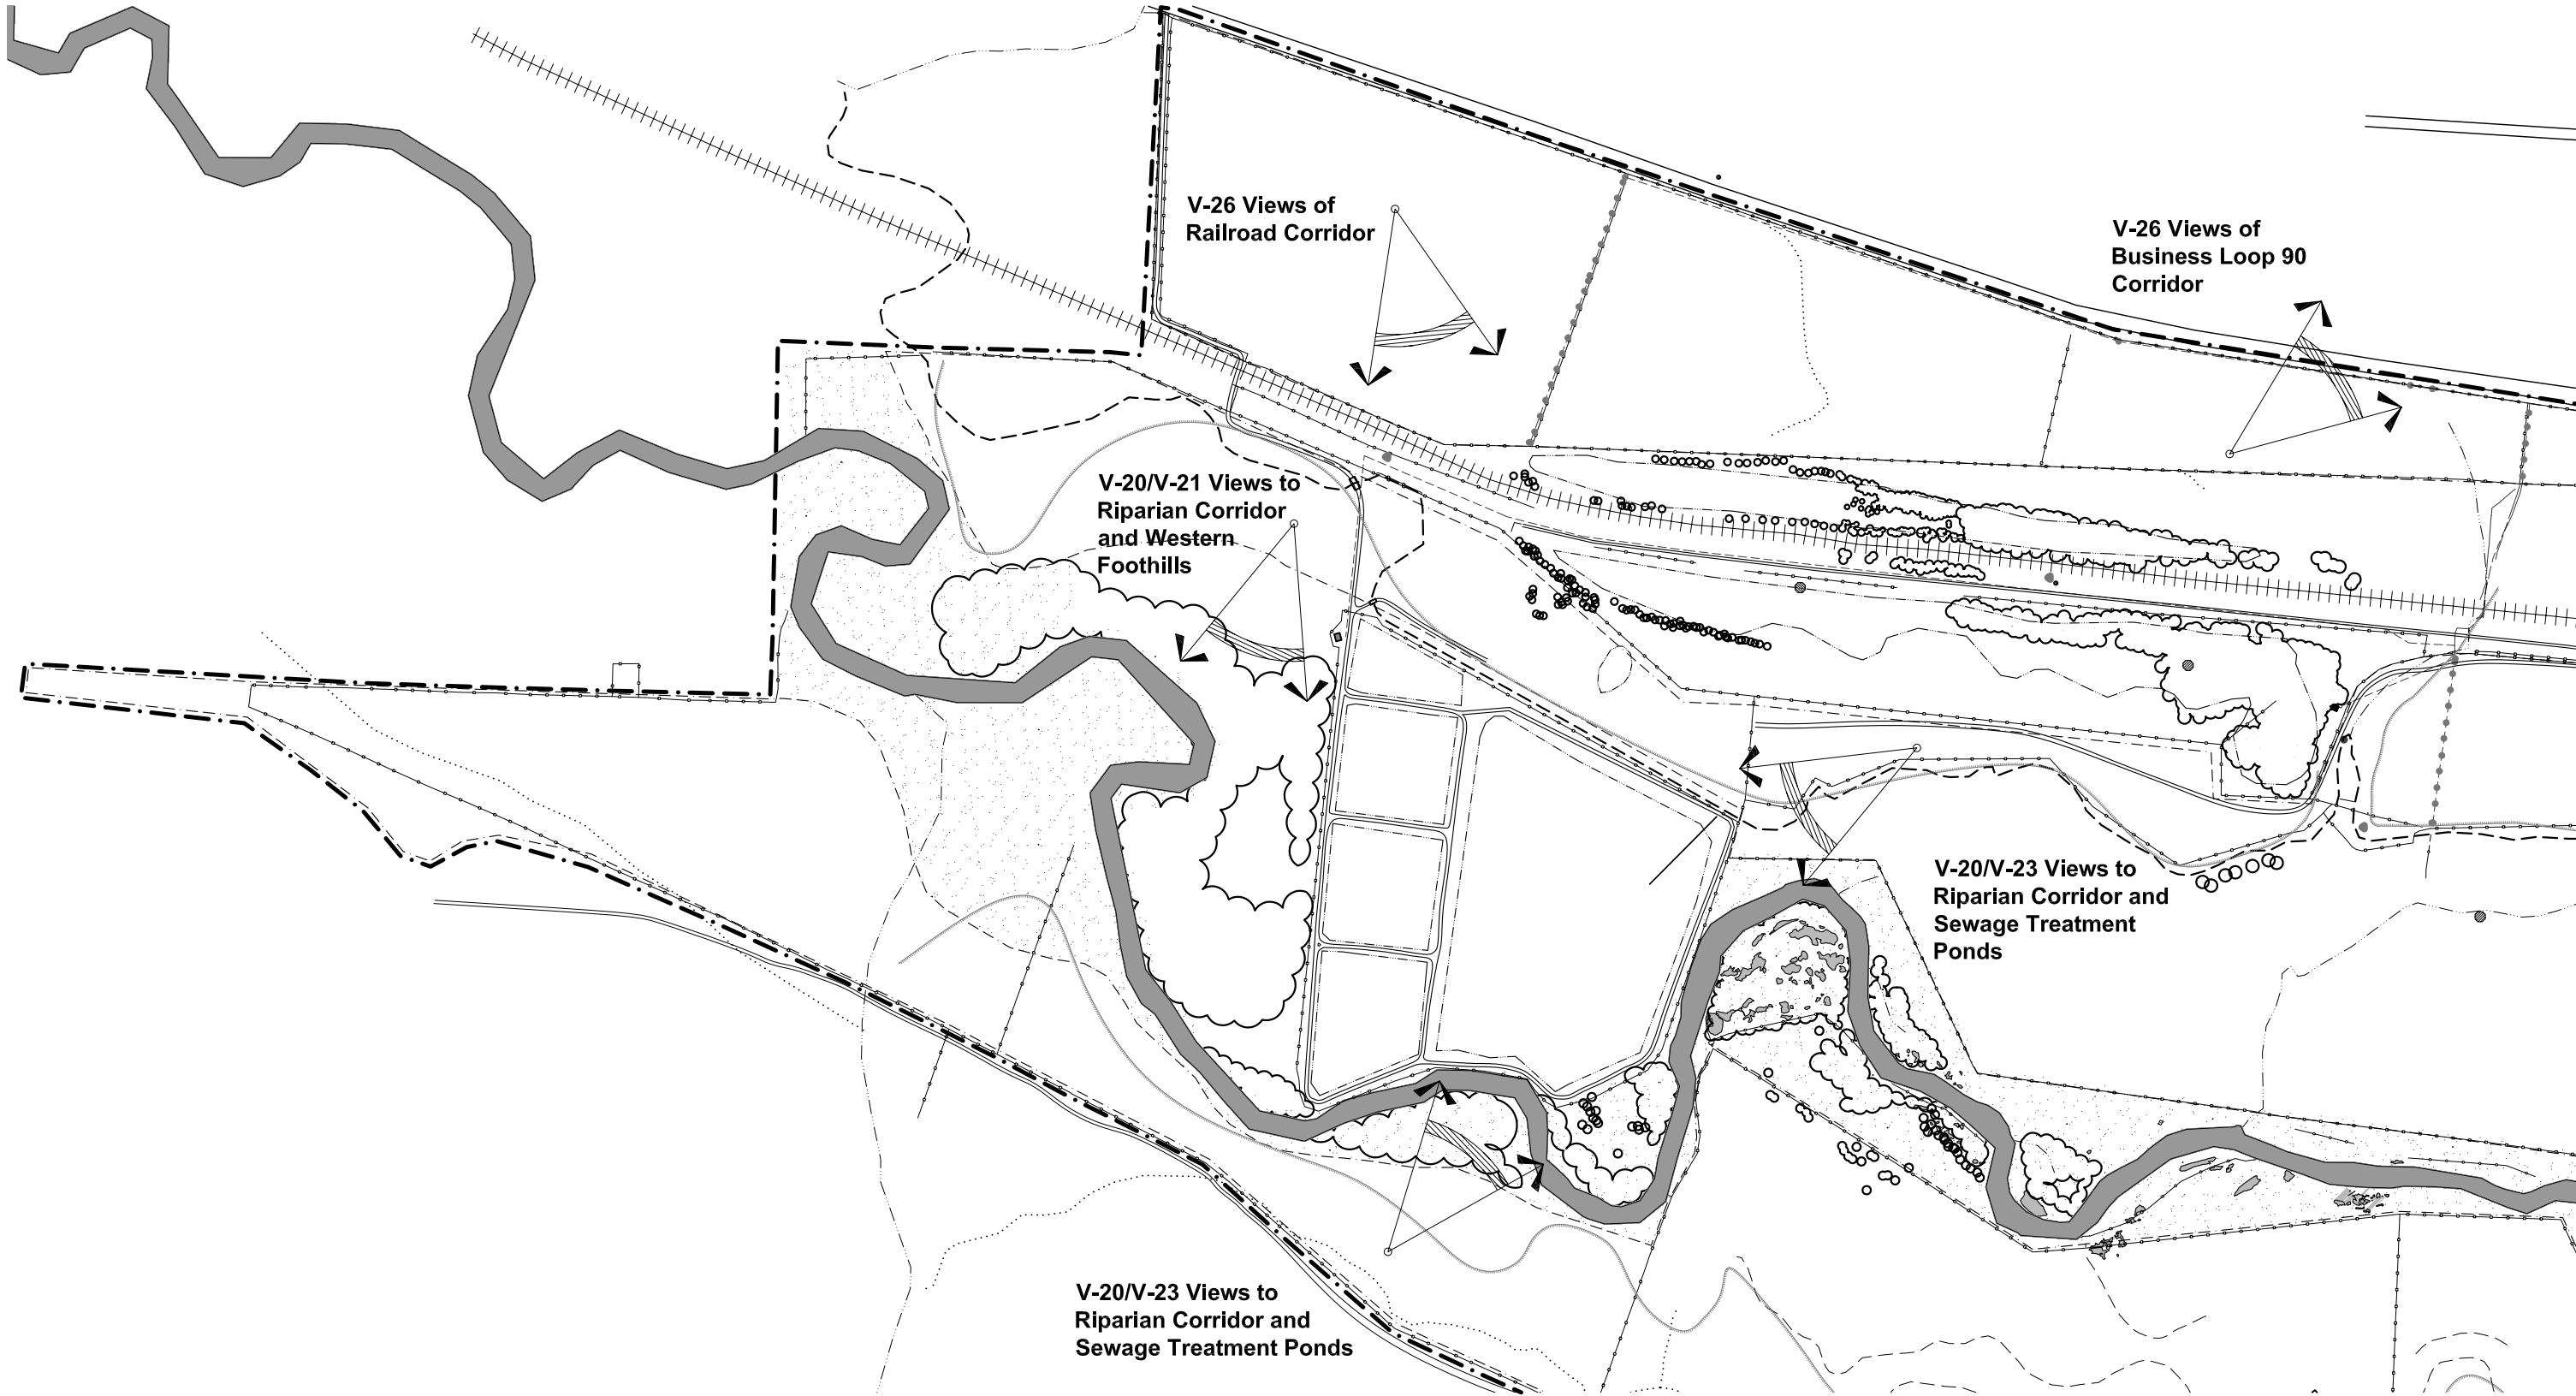 V-26 Views of
Railroad Corridor
V-26 Views of
Business Loop 90
Corridor
V-20/V-21 Views to
Riparian Corridor
and Western
Foothills
V-20/V-23 Views to
Riparian Corridor and
Sewage Treatment
Ponds
V-20/V-23 Views to
Riparian Corridor and
Sewage Treatment Ponds